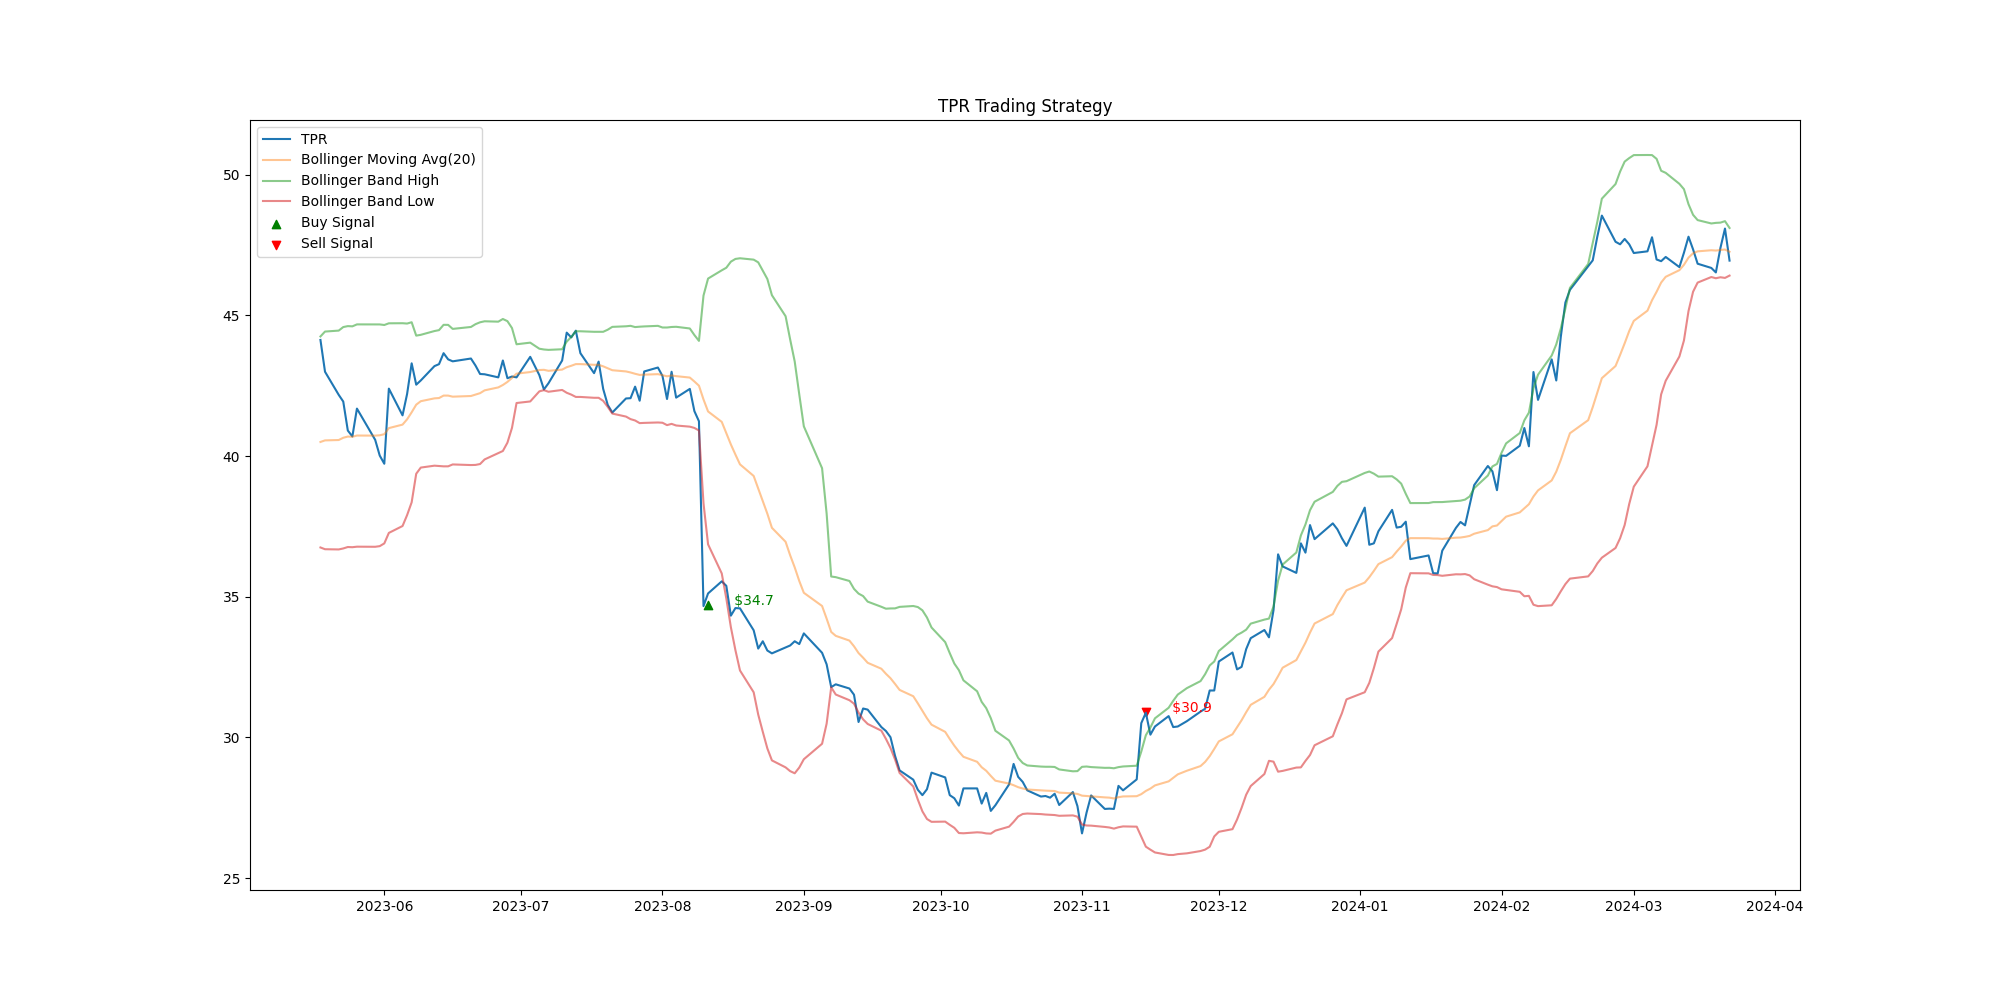 TPR Trading Strategy
TPR
Bollinger Moving Avg(20)
Bollinger Band High
Bollinger Band Low
Buy Signal
Sell Signal
50
45
40
35
30
25
$34.7
$30.9
2023-06
2023-07
2023-08
2023-09
2023-10
2023-11
2023-12
2024-01
2024-02
2024-03
2024-04